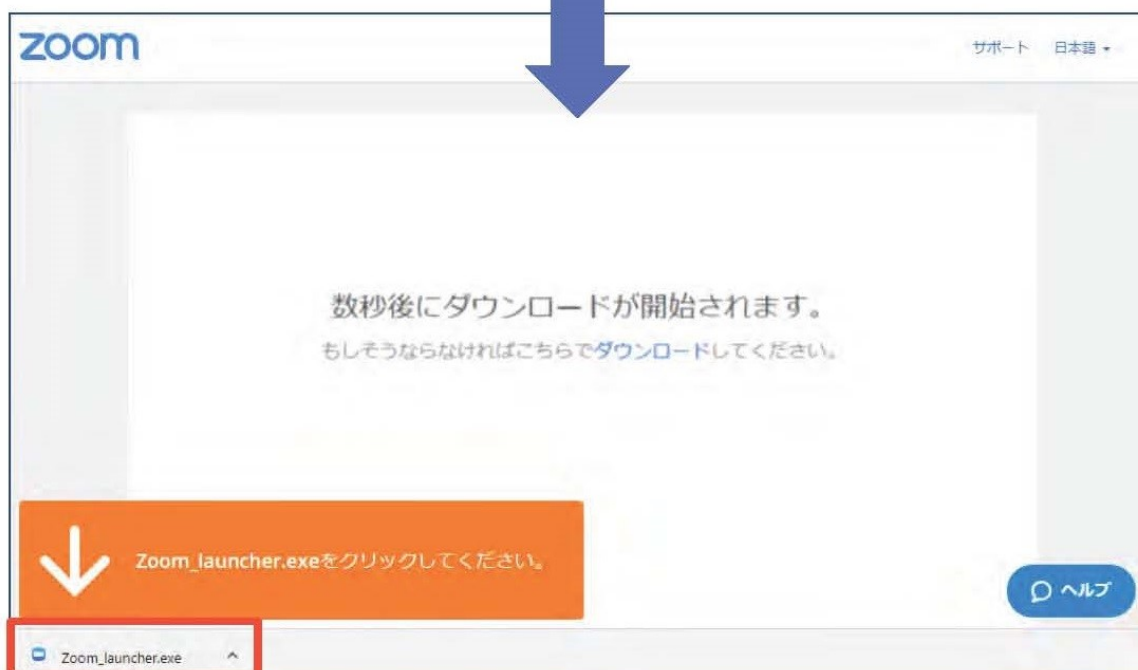 zoom
サポート 日本語
数秒後にダウンロードが開始されます。
もしそうならなければこちらでダウンロードしてください。
Zoom_launcher.exeをクリックしてください。
ヘルプ
Zoom_launcher.exe